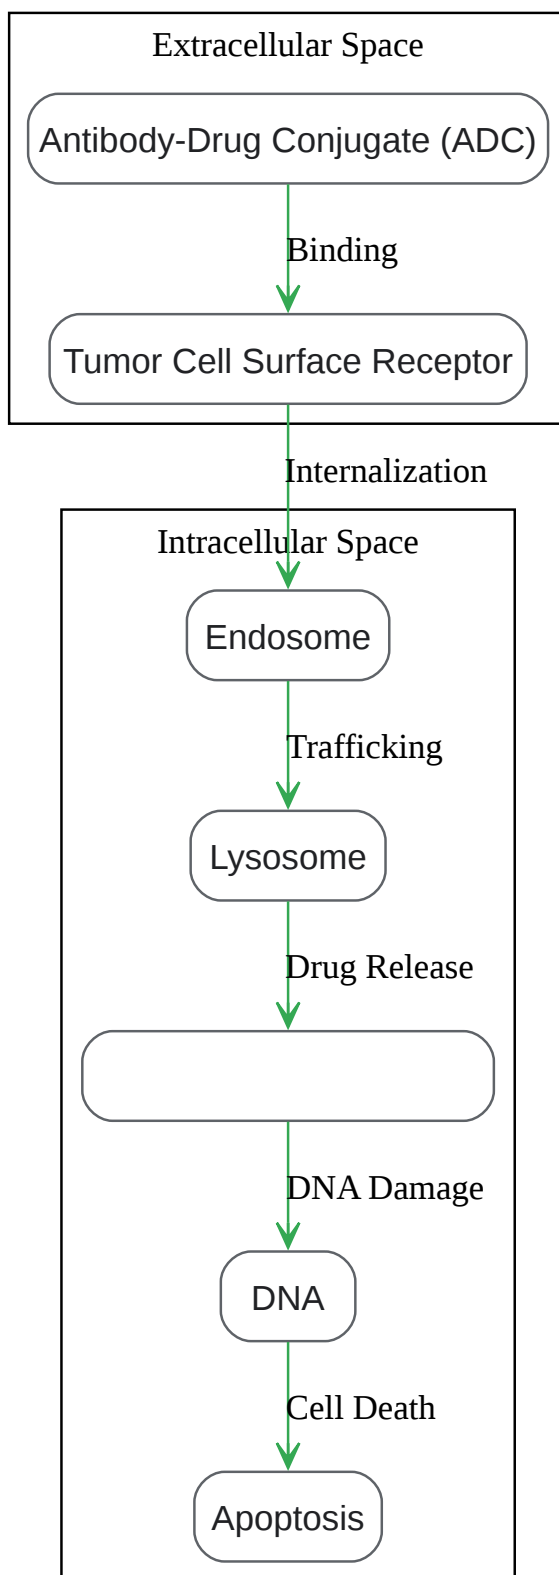 Extracellular Space
Antibody-Drug Conjugate (ADC)
Binding
Tumor Cell Surface Receptor
Internalization
Intracellular Space
Endosome
Trafficking
Lysosome
Drug Release
DNA Damage
DNA
Cell Death
Apoptosis